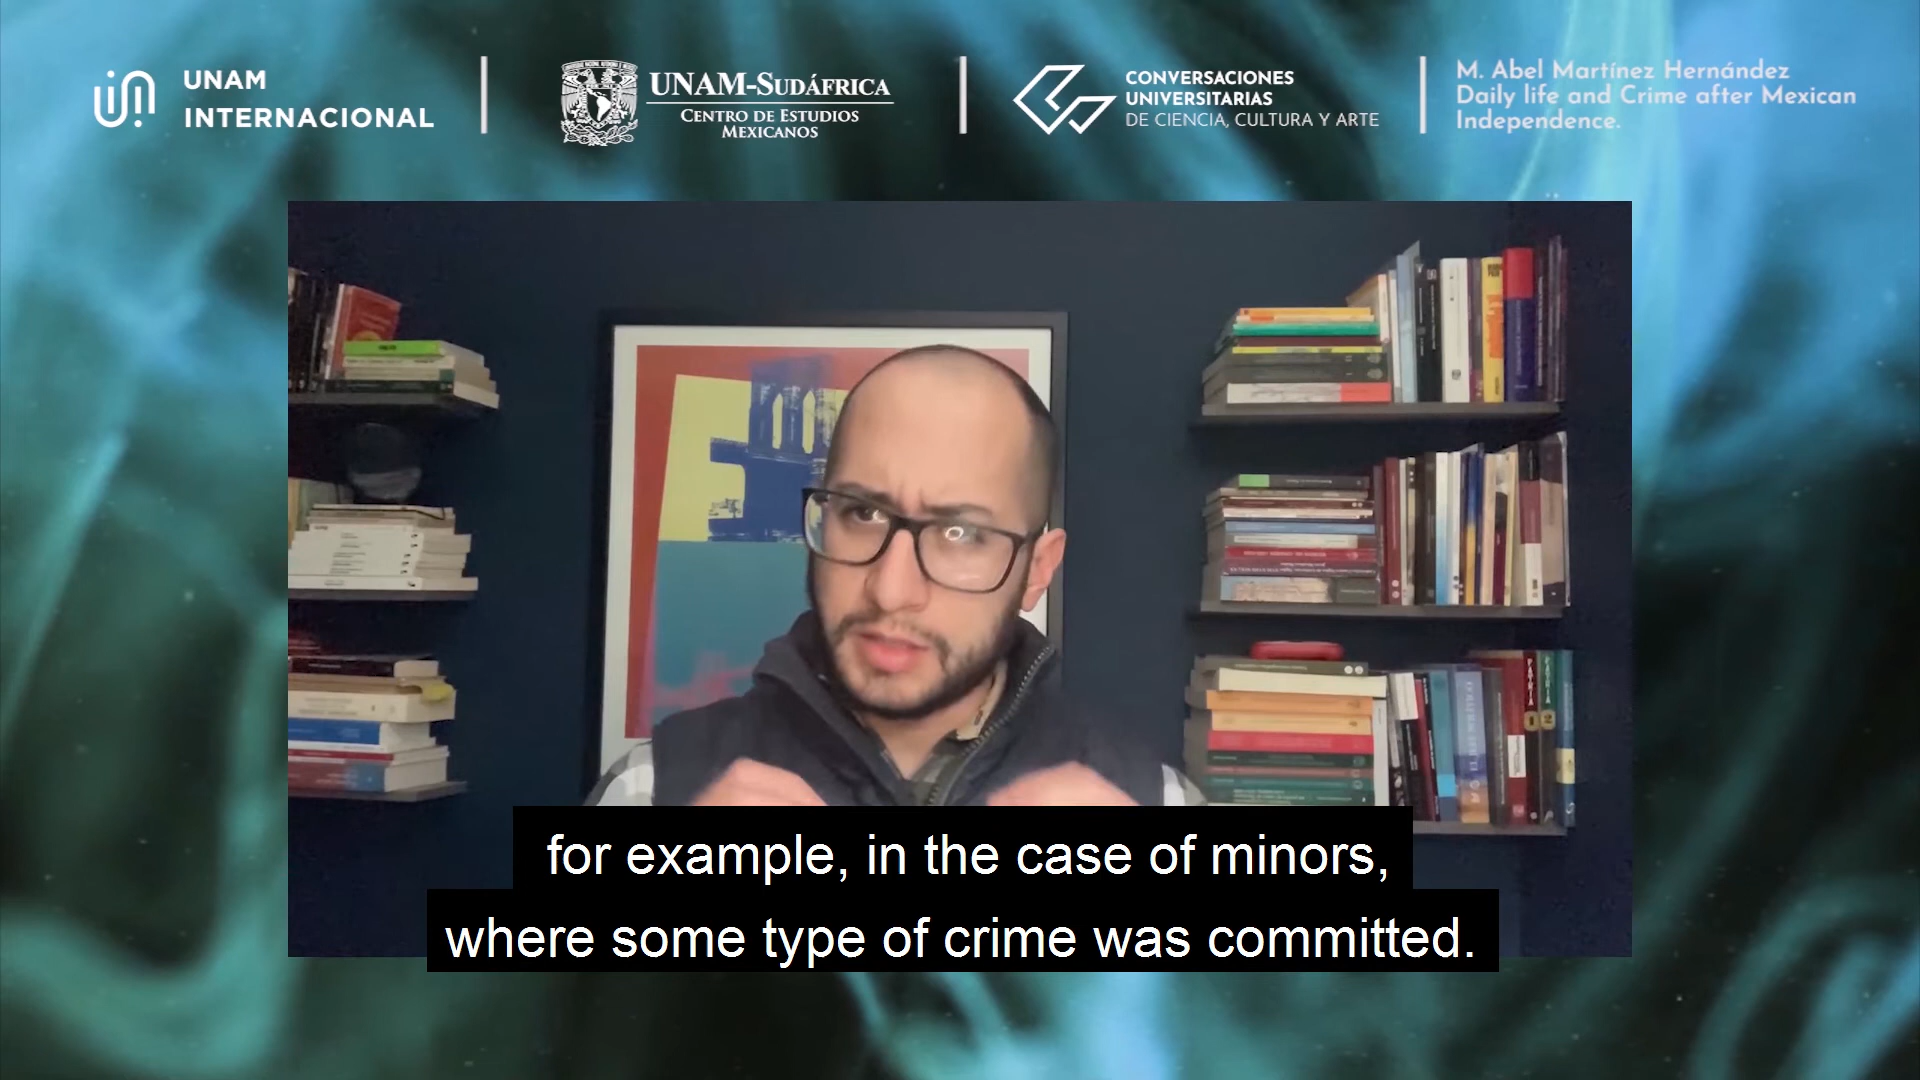 UNAM
INTERNACIONAL
UNAM-SUDÁFRICA
CENTRO DE ESTUDIOS
MEXICANOS
CONVERSACIONES
UNIVERSITARIAS
DE CIENCIA, CULTURA Y ARTE
M. Abel Martínez Hernández
Daily life and Crime after Mexican
Independence.
for example, in the case of minors,
where some type of crime was committed.